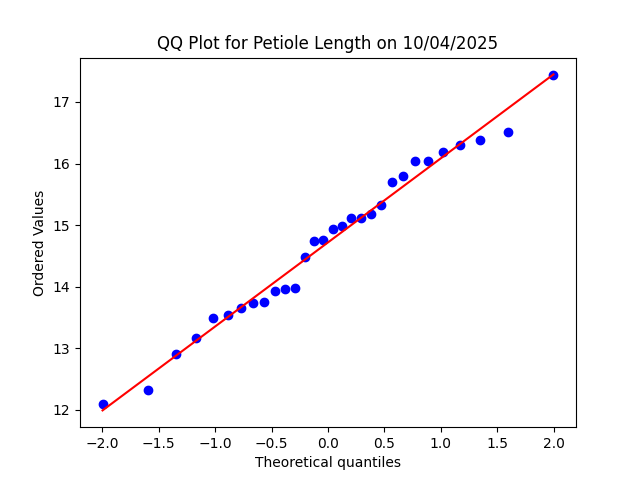 QQ Plot for Petiole Length on 10/04/2025
Ordered Values
17
16
15
14
13
12
−2.0 −1.5 −1.0 −0.5 0.0 0.5 1.0 1.5 2.0
Theoretical quantiles